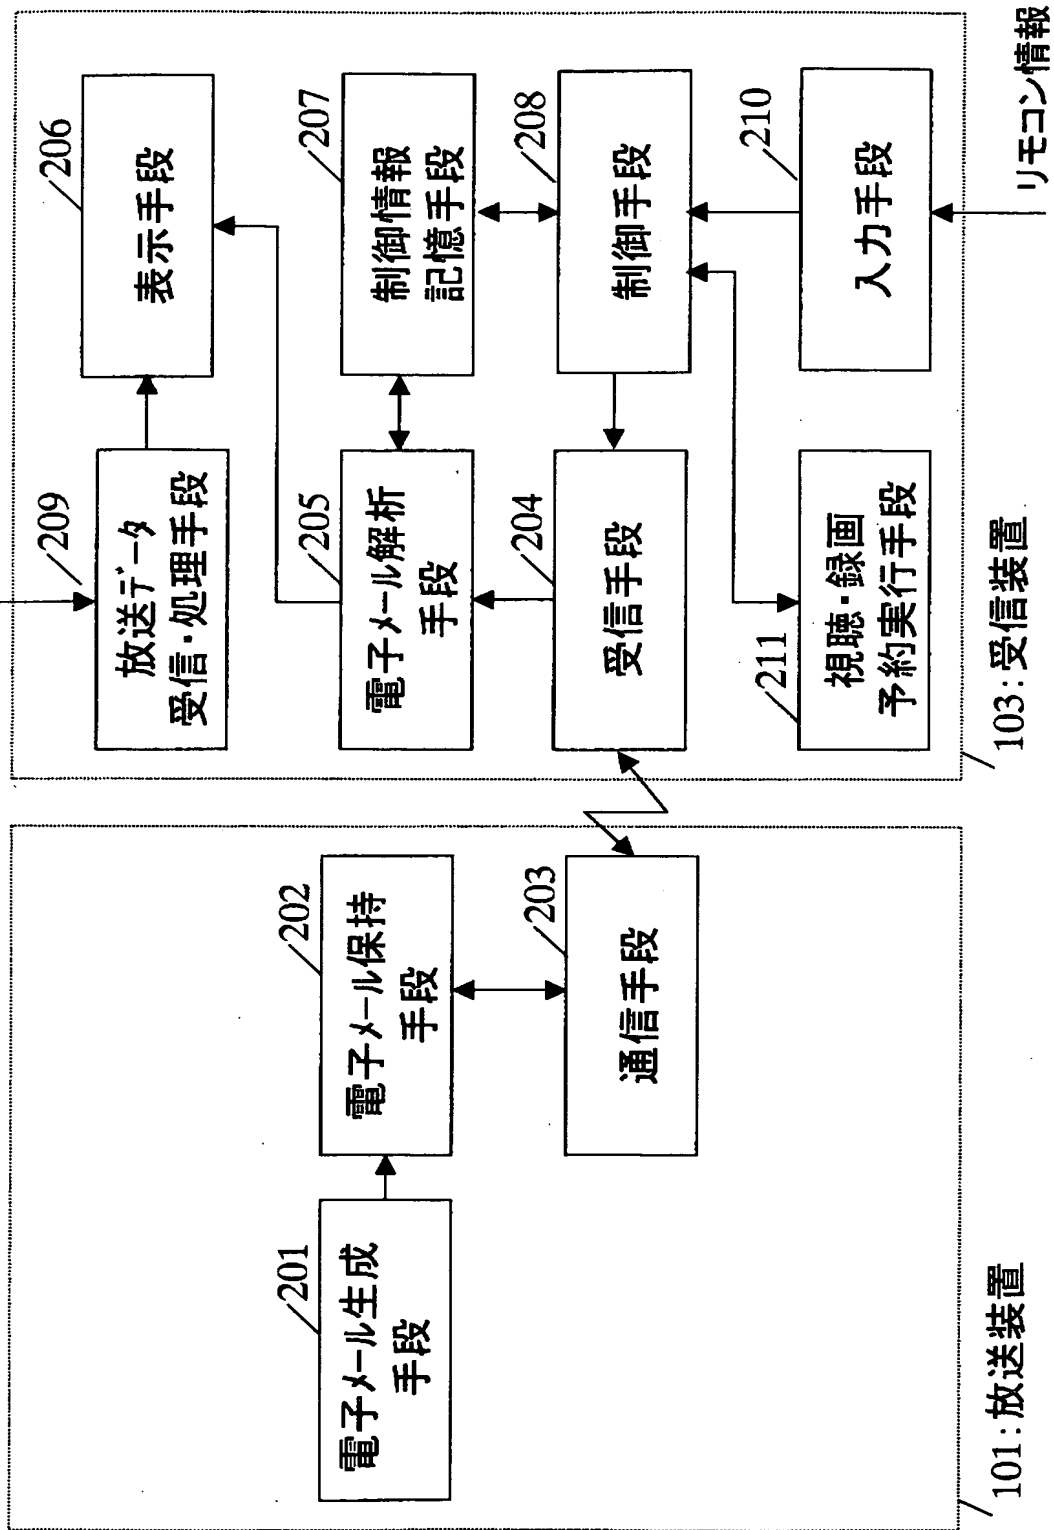 201
電子メール生成
手段
202
電子メール保持
手段
203
通信手段
101:放送装置
209
放送データ
受信・処理手段
206
表示手段
205
電子メール解析
手段
207
制御情報
記憶手段
204
受信手段
208
制御手段
211
視聴・録画
予約実行手段
210
入力手段
103:受信装置
リモコン情報